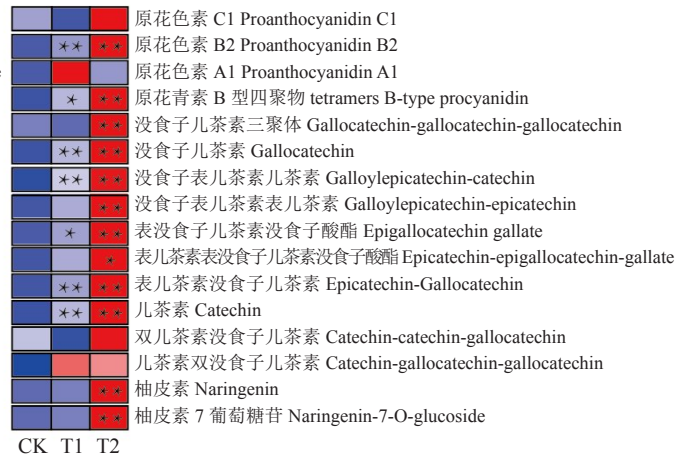 原花色素 C1 Proanthocyanidin C1
** ** 原花色素 B2 Proanthocyanidin B2
原花色素 A1 Proanthocyanidin A1
* ** 原花青素 B 型四聚物 tetramers B-type procyanidin
** 没食子儿茶素三聚体 Gallocatechin-gallocatechin-gallocatechin
** ** 没食子儿茶素 Gallocatechin
** ** 没食子表儿茶素儿茶素 Galloylepicatechin-catechin
** 没食子表儿茶素表儿茶素 Galloylepicatechin-epicatechin
* ** 表没食子儿茶素没食子酸酯 Epigallocatechin gallate
* 表儿茶素表没食子儿茶素没食子酸酯 Epicatechin-epigallocatechin-gallate
** ** 表儿茶素没食子儿茶素 Epicatechin-Gallocatechin
** ** 儿茶素 Catechin
双儿茶素没食子儿茶素 Catechin-catechin-gallocatechin
儿茶素双没食子儿茶素 Catechin-gallocatechin-gallocatechin
** 柚皮素 Naringenin
** 柚皮素 7 葡萄糖苷 Naringenin-7-O-glucoside
CK T1 T2